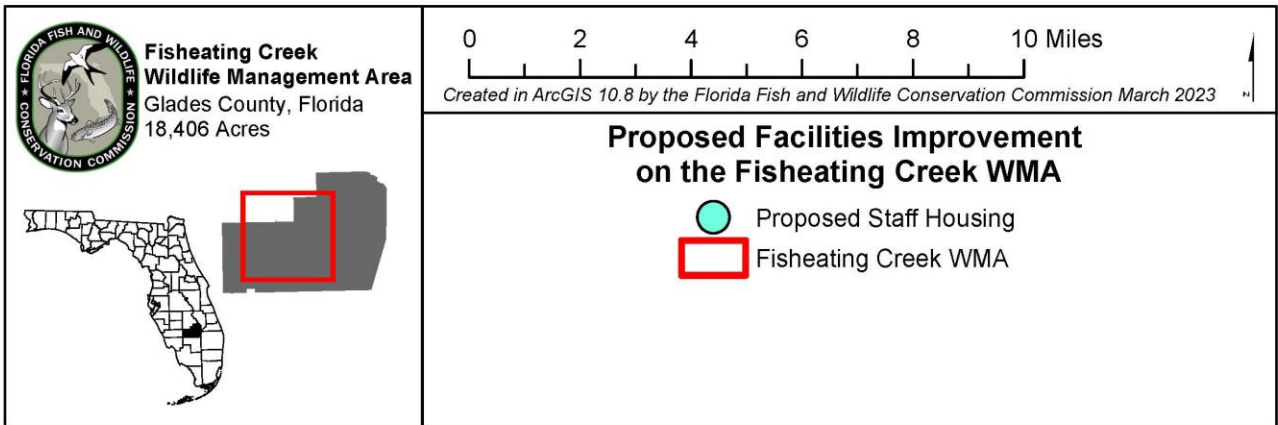 FLORIDA FISH AND WILDLIFE
CONSERVATION COMMISSION
Fisheating Creek
Wildlife Management Area
Glades County, Florida
18,406 Acres
0 2 4 6 8 10 Miles
Created in ArcGIS 10.8 by the Florida Fish and Wildlife Conservation Commission March 2023
N
Proposed Facilities Improvement
on the Fisheating Creek WMA
Proposed Staff Housing
Fisheating Creek WMA